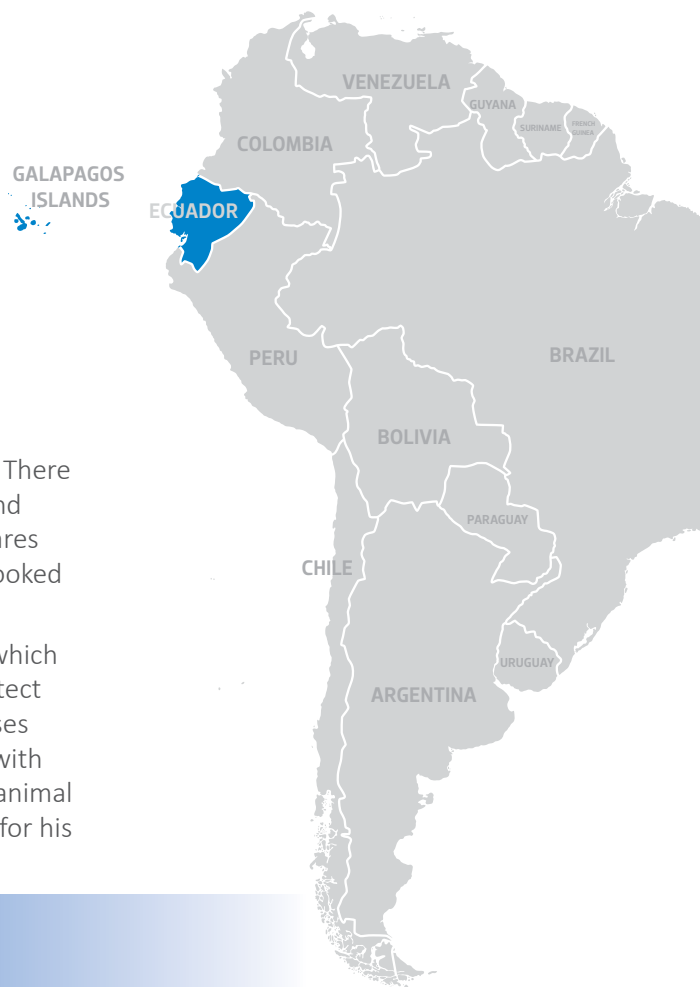 VENEZUELA
GUYANA
SURINAME
FRENCH
GUINEA
COLOMBIA
GALAPAGOS
ISLANDS
ECUADOR
PERU
BRAZIL
BOLIVIA
PARAGUAY
CHILE
URUGUAY
ARGENTINA
There
nd
ares
ooked
which
tect
ses
with
animal
for his